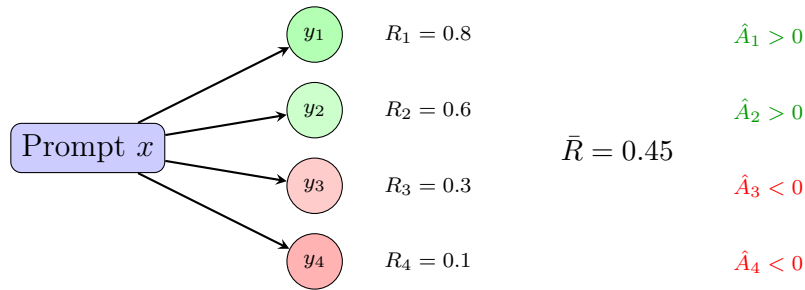 y₁ R₁ = 0.8 Â₁ > 0
y₂ R₂ = 0.6 Â₂ > 0
Prompt x R̄ = 0.45
y₃ R₃ = 0.3 Â₃ < 0
y₄ R₄ = 0.1 Â₄ < 0